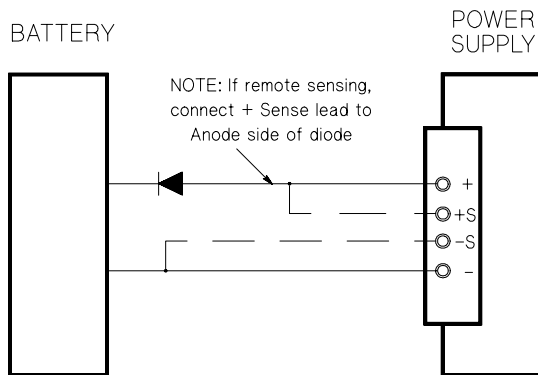 BATTERY
POWER
SUPPLY
NOTE: If remote sensing,
connect + Sense lead to
Anode side of diode
+
+S
-S
-